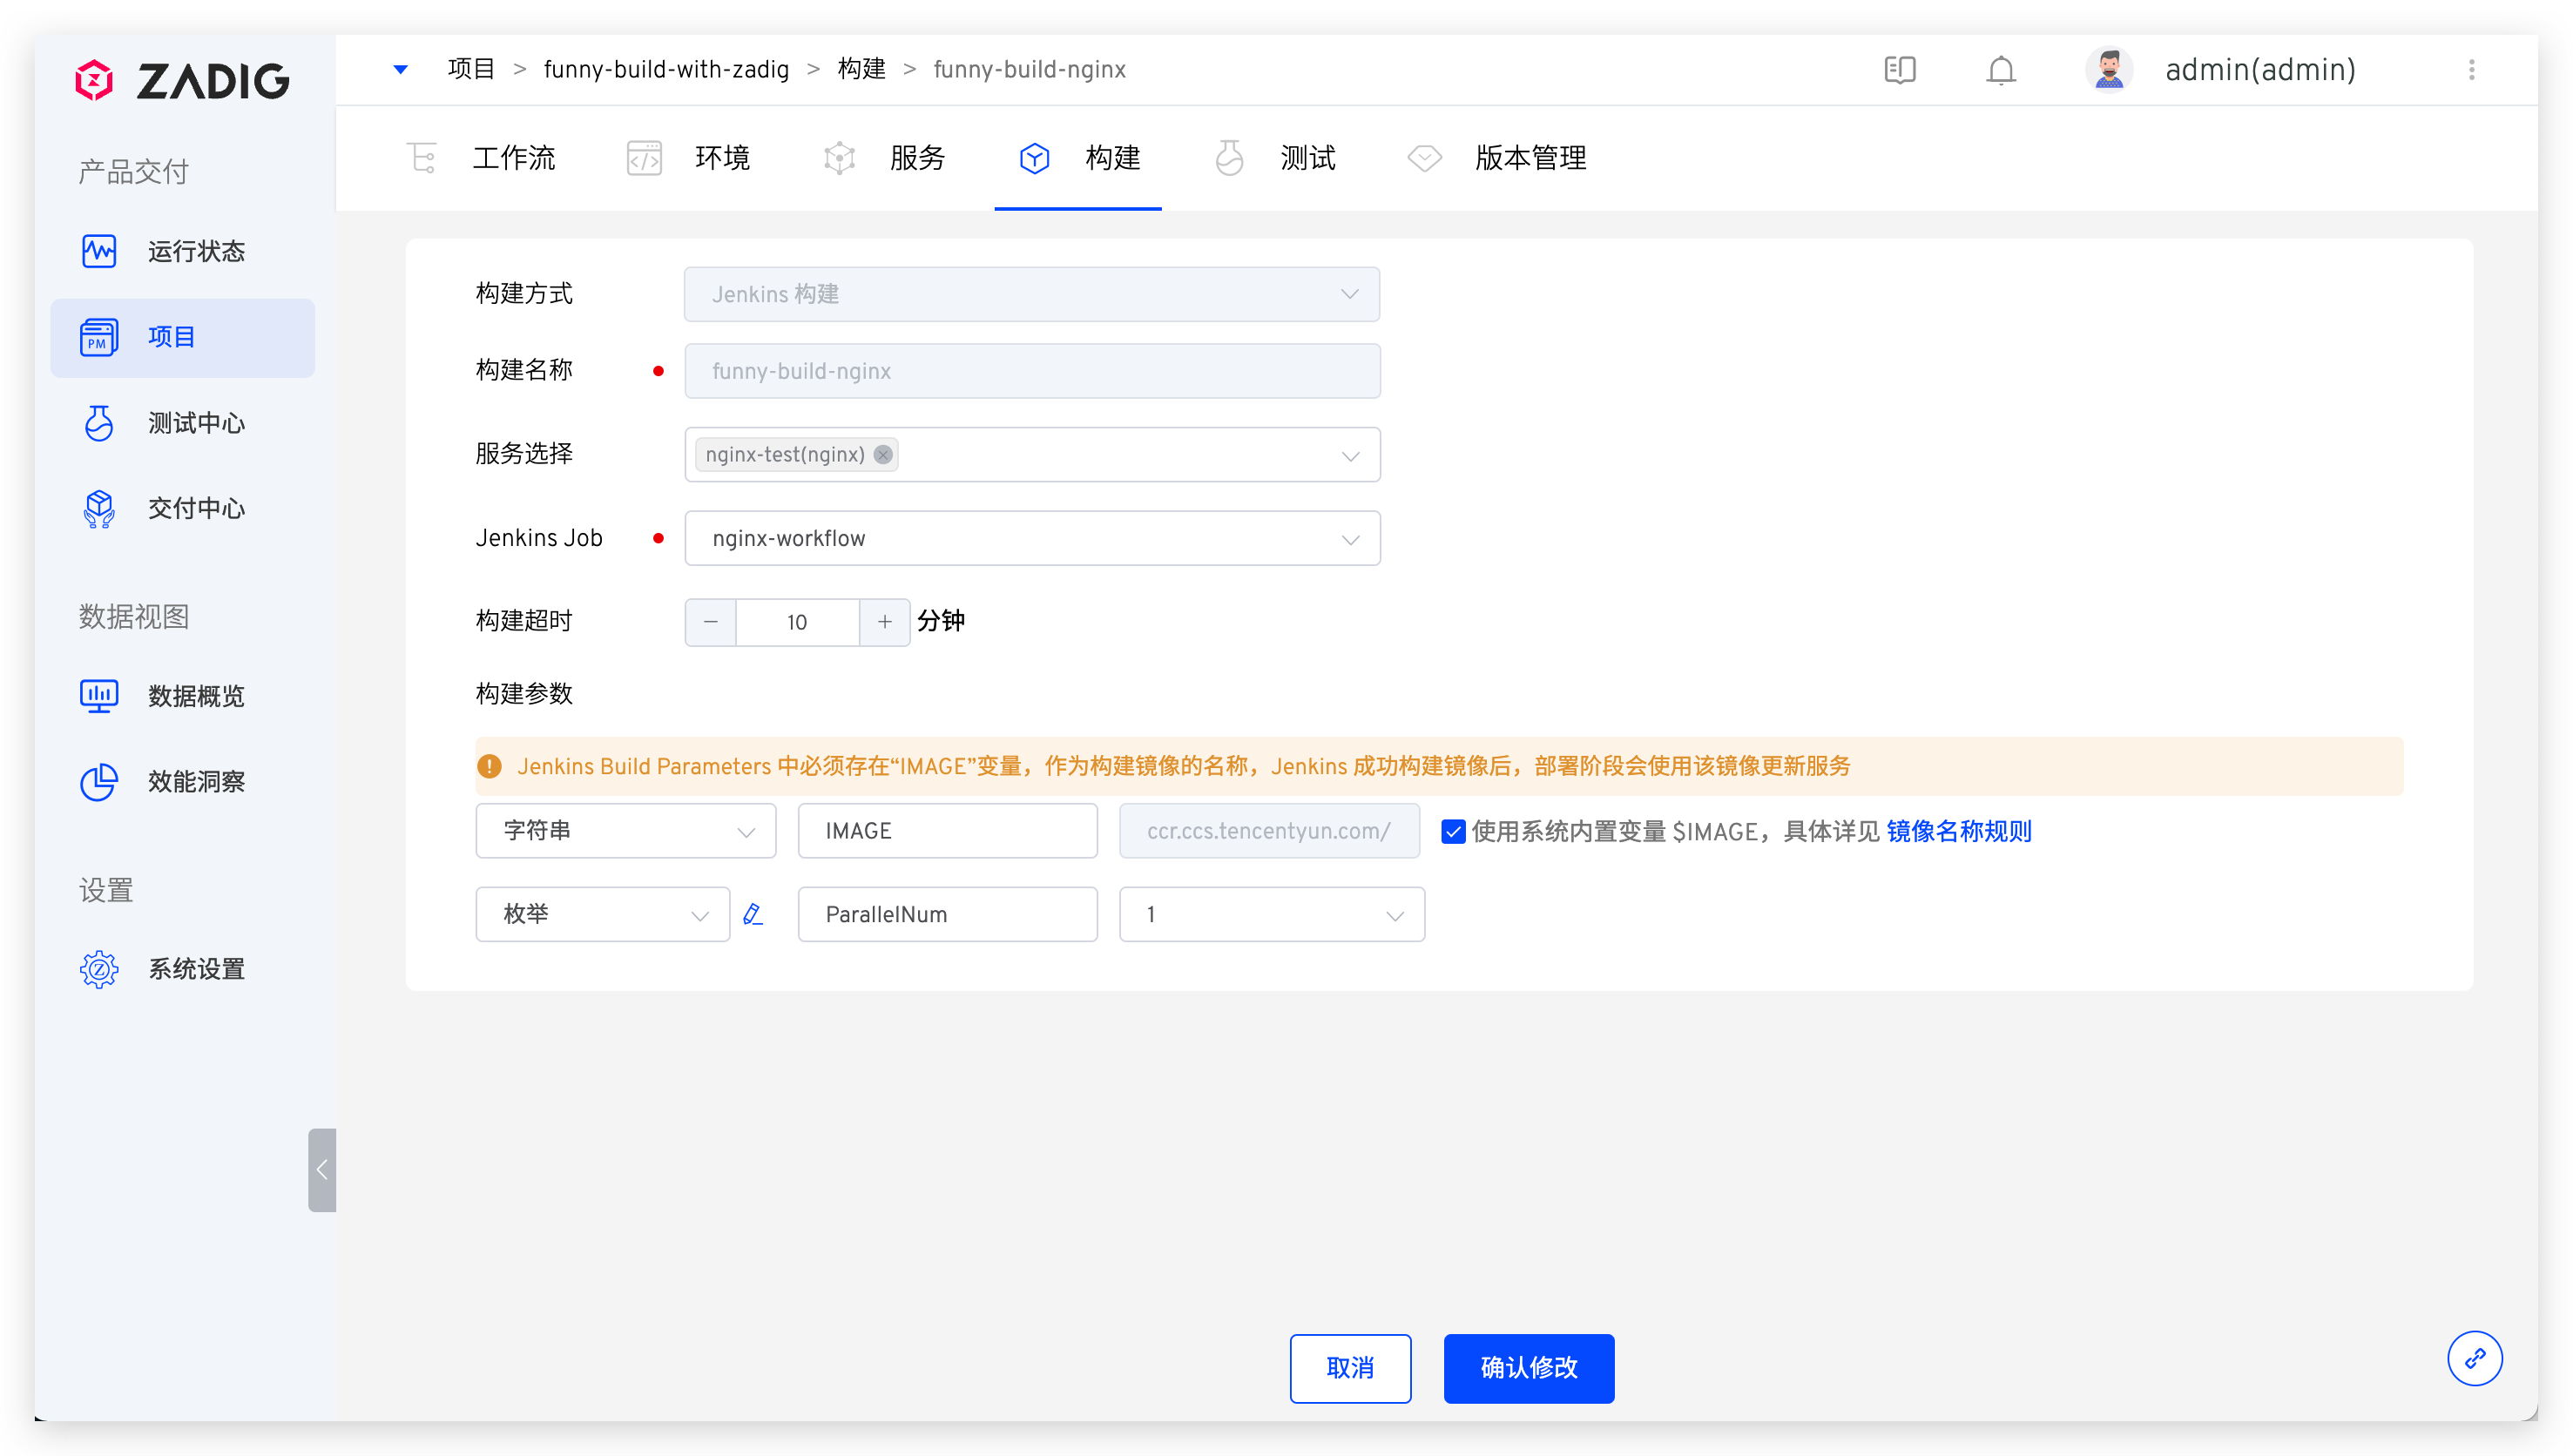 ZADIG
项目 > funny-build-with-zadig > 构建 > funny-build-nginx
admin(admin)
工作流 环境 服务 构建 测试 版本管理
产品交付
运行状态
PM 项目
测试中心
交付中心
数据视图
数据概览
效能洞察
设置
系统设置
构建方式 Jenkins 构建
构建名称 funny-build-nginx
服务选择 nginx-test(nginx)
Jenkins Job nginx-workflow
构建超时 − 10 + 分钟
构建参数
Jenkins Build Parameters 中必须存在“IMAGE”变量，作为构建镜像的名称，Jenkins 成功构建镜像后，部署阶段会使用该镜像更新服务
字符串 IMAGE ccr.ccs.tencentyun.com/ 使用系统内置变量 $IMAGE，具体详见 镜像名称规则
枚举 ParallelNum 1
取消 确认修改